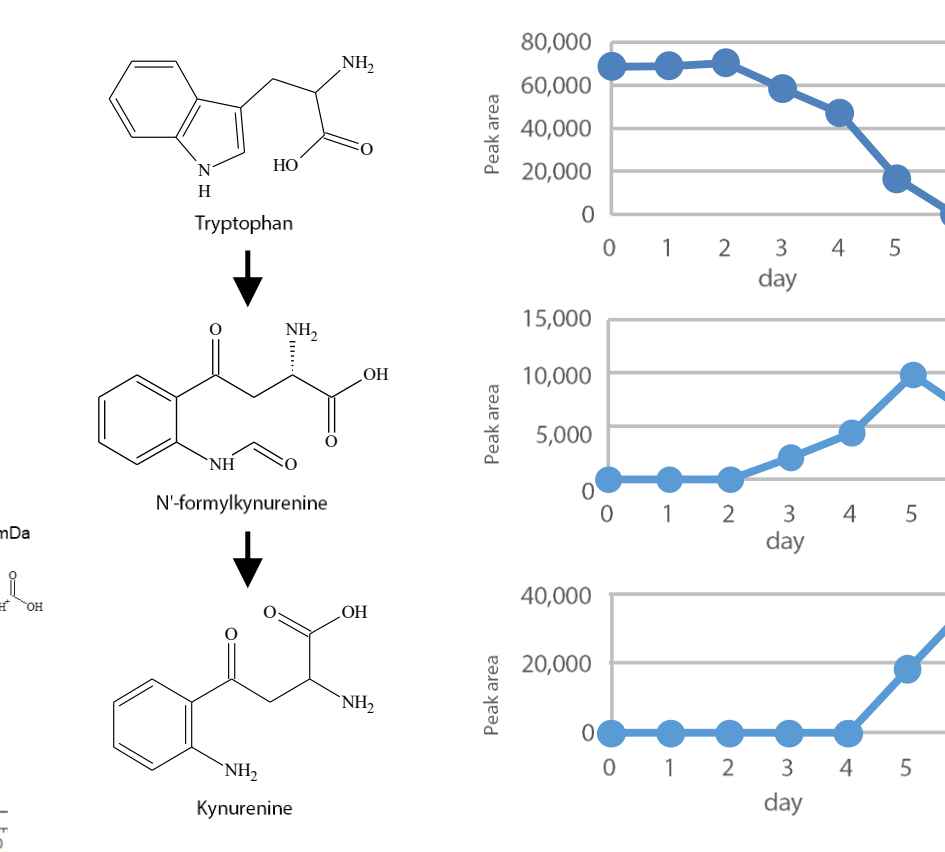 NH2
O
HO
N
H
Tryptophan
O
NH2
OH
O
NH
O
N'-formylkynurenine
mDa
O
H+
OH
O
OH
O
NH2
NH2
Kynurenine
80,000
60,000
40,000
20,000
0
Peak area
0 1 2 3 4 5
day
15,000
10,000
5,000
0
Peak area
0 1 2 3 4 5
day
40,000
20,000
0
Peak area
0 1 2 3 4 5
day